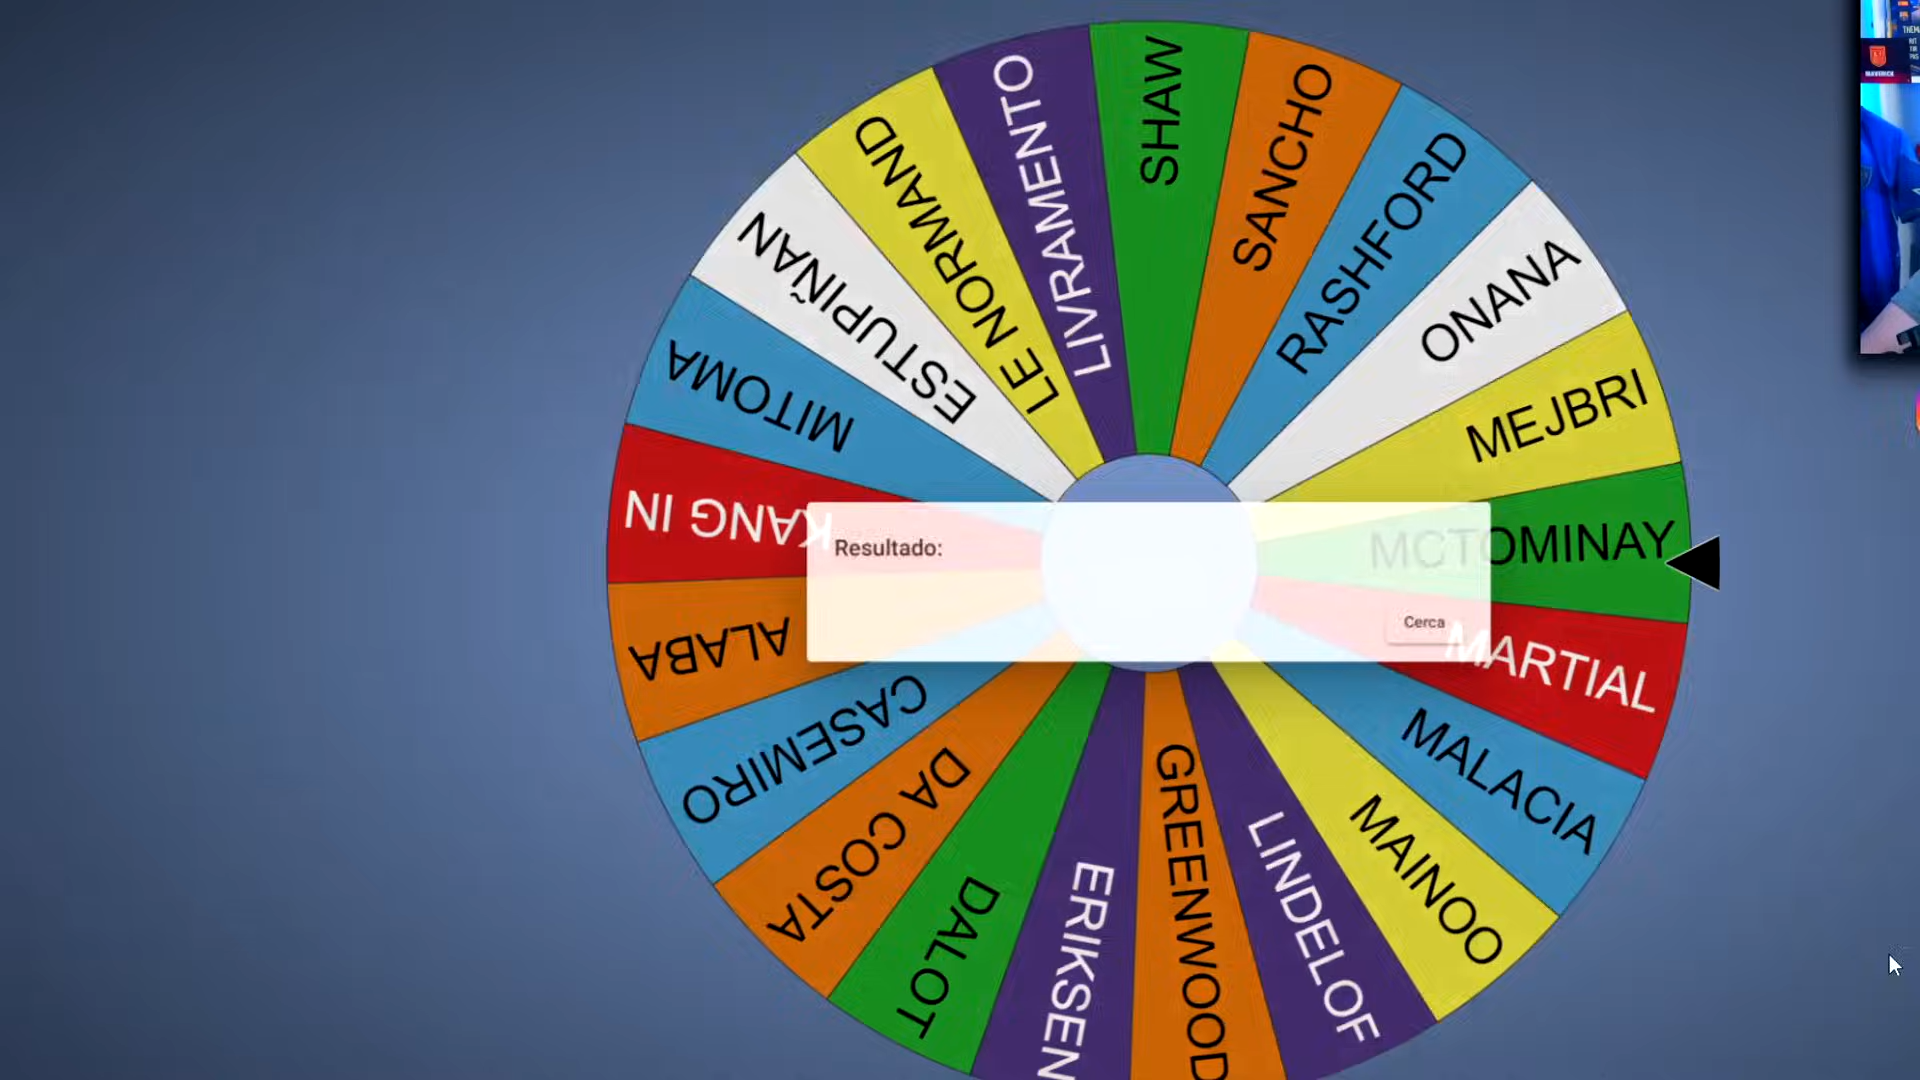 SHAW
SANCHO
RASHFORD
ONANA
MEJBRI
MCTOMINAY
MARTIAL
MALACIA
MAINOO
LINDELOF
GREENWOOD
ERIKSEN
DALOT
DA COSTA
CASEMIRO
ALABA
KANG IN
MITOMA
ESTUPIÑAN
LE NORMAND
LIVRAMENTO
Resultado:
Cerca
MAVERICK